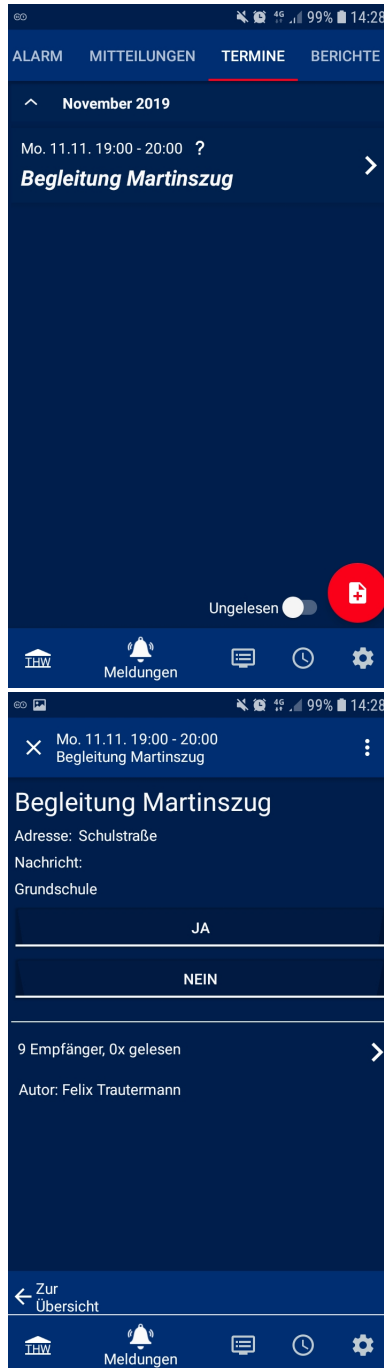 4G 99% 14:28
ALARM MITTEILUNGEN TERMINE BERICHTE
November 2019
Mo. 11.11. 19:00 - 20:00 ?
Begleitung Martinszug
Ungelesen
THW
Meldungen
4G 99% 14:28
Mo. 11.11. 19:00 - 20:00
Begleitung Martinszug
Begleitung Martinszug
Adresse: Schulstraße
Nachricht:
Grundschule
JA
NEIN
9 Empfänger, 0x gelesen
Autor: Felix Trautermann
Zur
Übersicht
THW
Meldungen